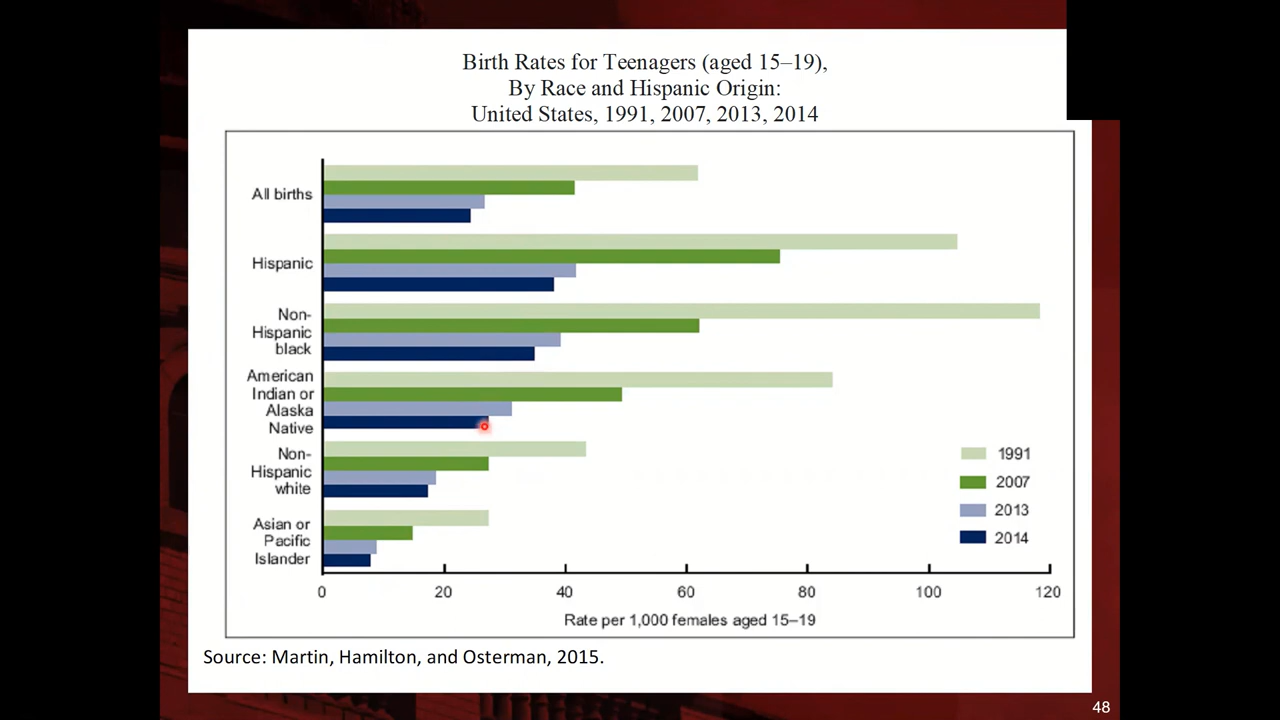 Birth Rates for Teenagers (aged 15–19),
By Race and Hispanic Origin:
United States, 1991, 2007, 2013, 2014
All births
Hispanic
Non-
Hispanic
black
American
Indian or
Alaska
Native
Non-
Hispanic
white
Asian or
Pacific
Islander
1991
2007
2013
2014
0 20 40 60 80 100 120
Rate per 1,000 females aged 15–19
Source: Martin, Hamilton, and Osterman, 2015.
48